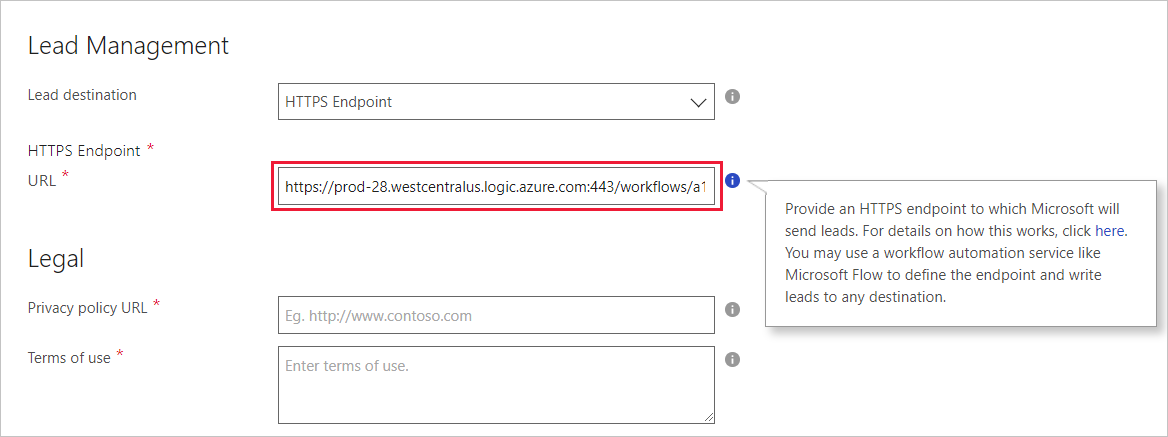 Lead Management
Lead destination
HTTPS Endpoint
HTTPS Endpoint *
URL *
https://prod-28.westcentralus.logic.azure.com:443/workflows/a1
Provide an HTTPS endpoint to which Microsoft will
send leads. For details on how this works, click here.
You may use a workflow automation service like
Microsoft Flow to define the endpoint and write
leads to any destination.
Legal
Privacy policy URL *
Eg. http://www.contoso.com
Terms of use *
Enter terms of use.